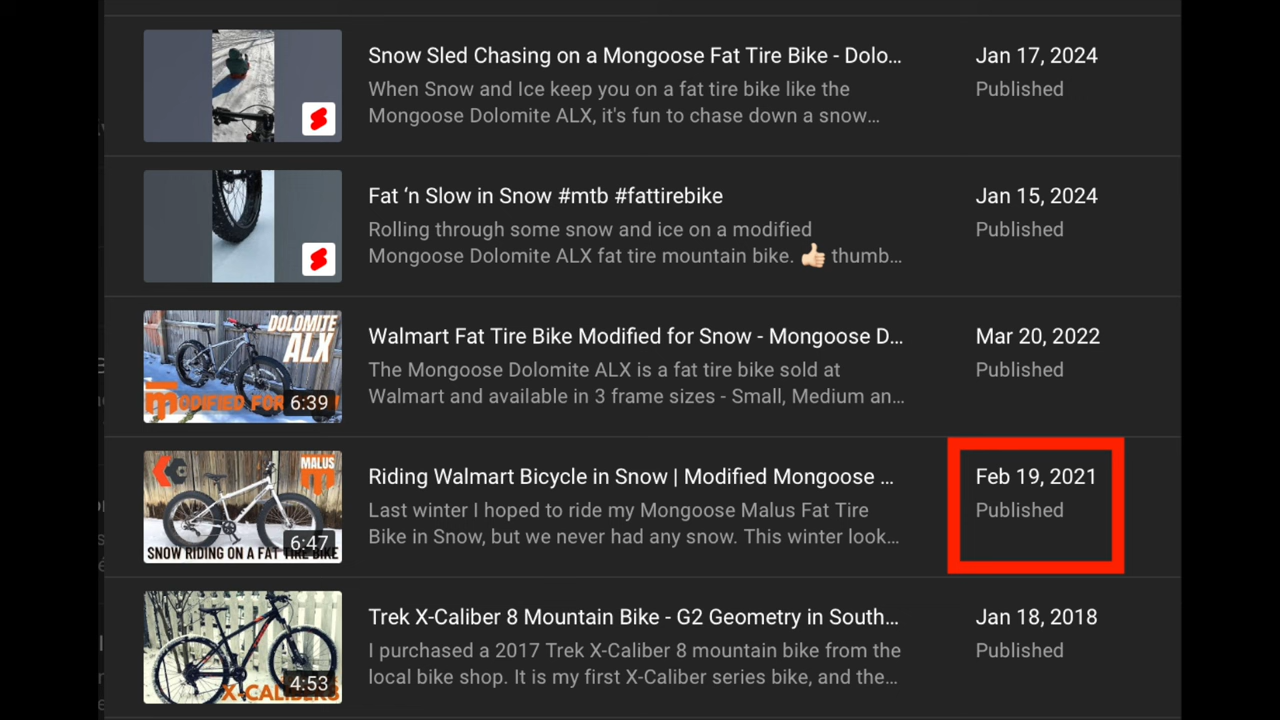 Snow Sled Chasing on a Mongoose Fat Tire Bike - Dolo...
Jan 17, 2024
When Snow and Ice keep you on a fat tire bike like the
Published
Mongoose Dolomite ALX, it's fun to chase down a snow...
Fat ‘n Slow in Snow #mtb #fattirebike
Jan 15, 2024
Rolling through some snow and ice on a modified
Published
Mongoose Dolomite ALX fat tire mountain bike. 👍🏻 thumb...
DOLOMITE
ALX
MODIFIED FOR
6:39
Walmart Fat Tire Bike Modified for Snow - Mongoose D...
Mar 20, 2022
The Mongoose Dolomite ALX is a fat tire bike sold at
Published
Walmart and available in 3 frame sizes - Small, Medium an...
MALUS
6:47
SNOW RIDING ON A FAT TIRE BIKE
Riding Walmart Bicycle in Snow | Modified Mongoose ...
Feb 19, 2021
Last winter I hoped to ride my Mongoose Malus Fat Tire
Published
Bike in Snow, but we never had any snow. This winter look...
4:53
X-CALIBER 8
Trek X-Caliber 8 Mountain Bike - G2 Geometry in South...
Jan 18, 2018
I purchased a 2017 Trek X-Caliber 8 mountain bike from the
Published
local bike shop. It is my first X-Caliber series bike, and the...